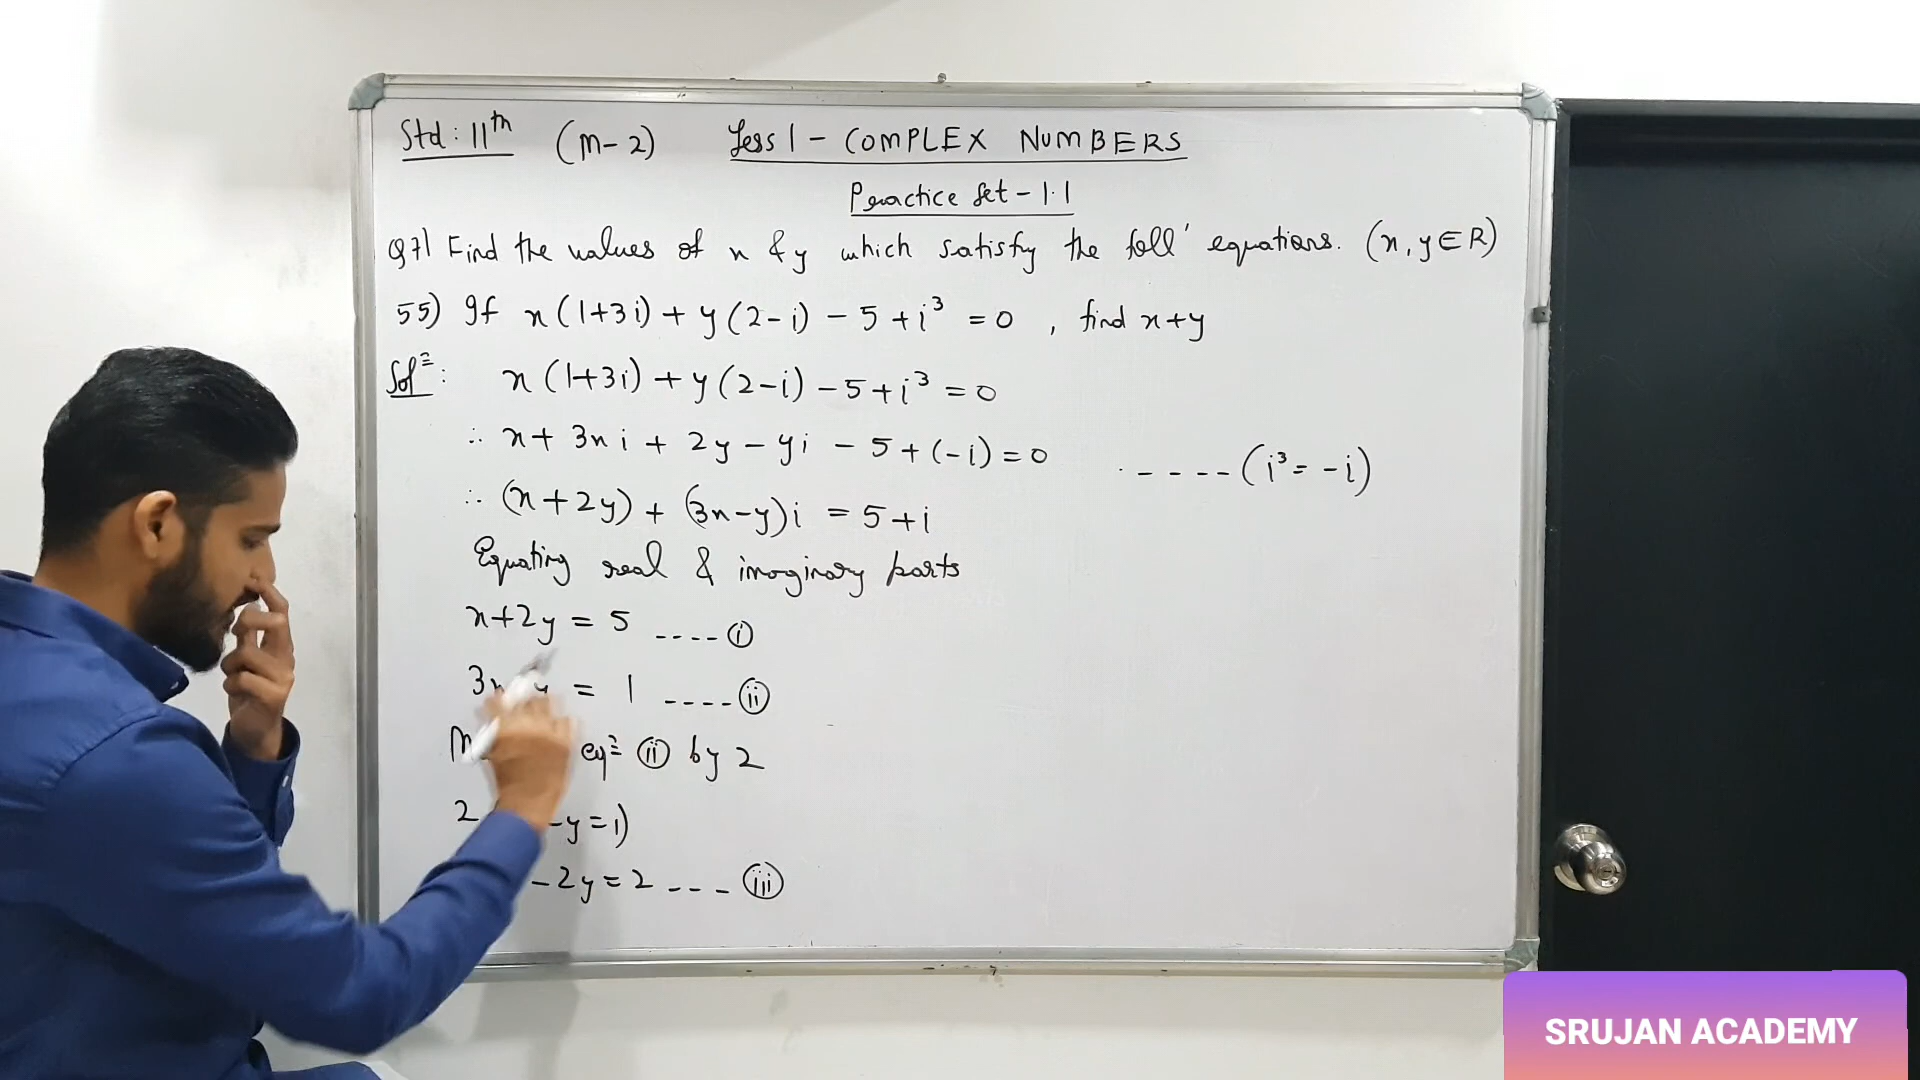 Std: 11th (M-2) Less 1 - COMPLEX NUMBERS
Practice Set - 1.1
Q7) Find the values of x & y which satisfy the foll' equations. (x, y ∈ R)
55) If x(1+3i) + y(2-i) - 5 + i³ = 0, find x+y
Solⁿ: x(1+3i) + y(2-i) - 5 + i³ = 0
∴ x + 3xi + 2y - yi - 5 + (-i) = 0 ---- (i³ = -i)
∴ (x+2y) + (3x-y)i = 5+i
Equating real & imaginary parts
x+2y = 5 ---- (i)
3x y = 1 ---- (ii)
eqⁿ (ii) by 2
2 -y=1)
-2y=2 --- (iii)
SRUJAN ACADEMY